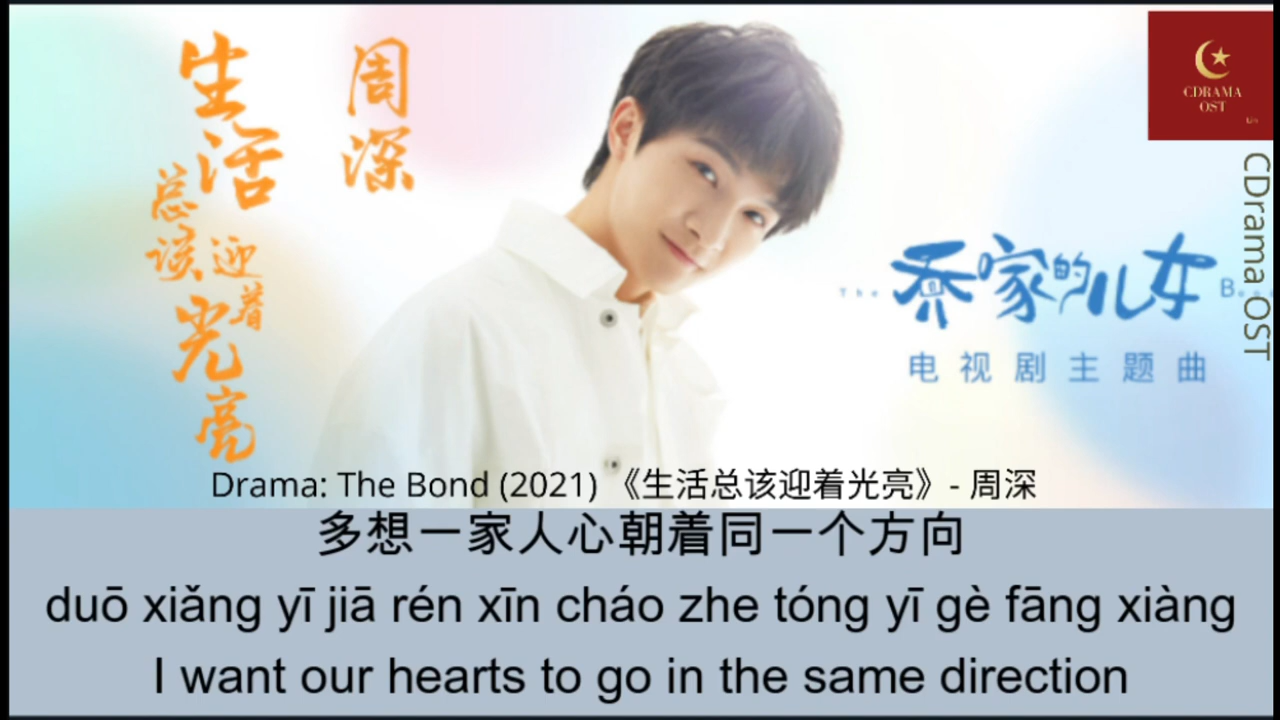 生活
总该迎着
光亮
周深
CDRAMA
OST
CDrama OST
The 乔家的儿女 Bond
电视剧主题曲
Drama: The Bond (2021) 《生活总该迎着光亮》- 周深
多想一家人心朝着同一个方向
duō xiǎng yī jiā rén xīn cháo zhe tóng yī gè fāng xiàng
I want our hearts to go in the same direction